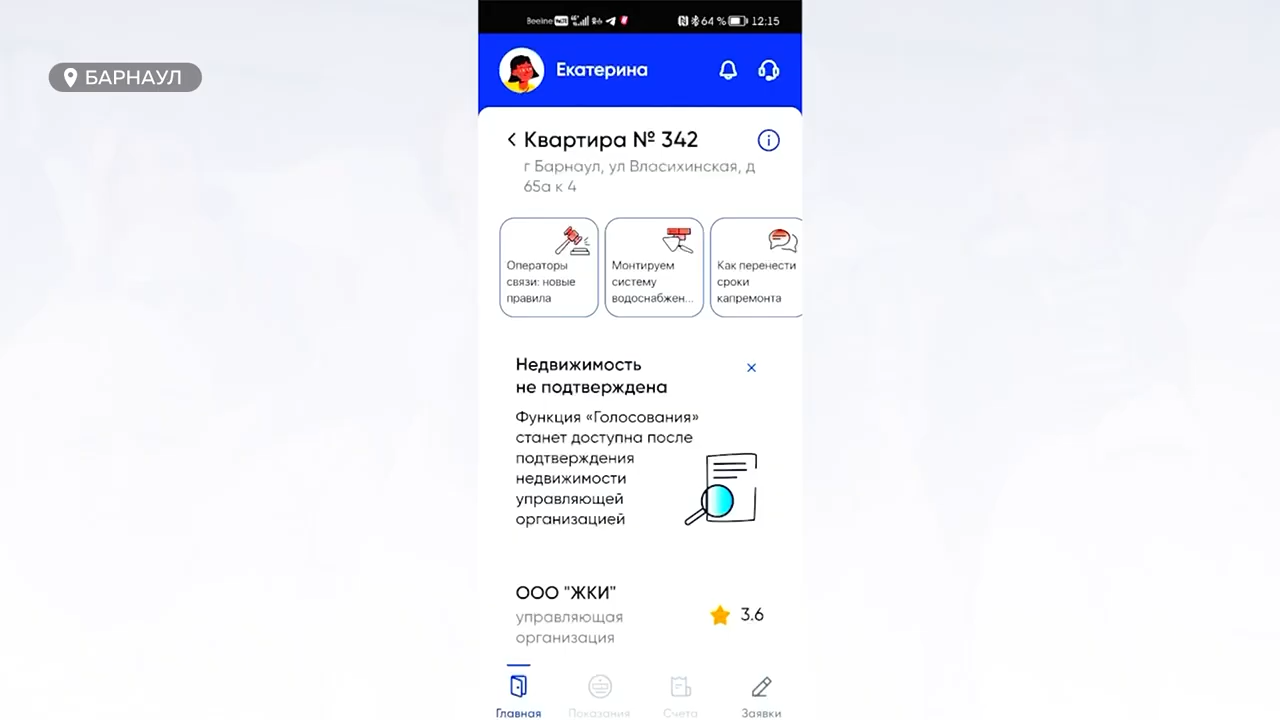 Beeline
64 %
12:15
БАРНАУЛ
Екатерина
Квартира № 342
г Барнаул, ул Власихинская, д
65а к 4
Операторы
связи: новые
правила
Монтируем
систему
водоснабжен...
Как перенести
сроки
капремонта
Недвижимость
не подтверждена
Функция «Голосования»
станет доступна после
подтверждения
недвижимости
управляющей
организацией
ООО "ЖКИ"
управляющая
организация
3.6
Главная
Показания
Счета
Заявки